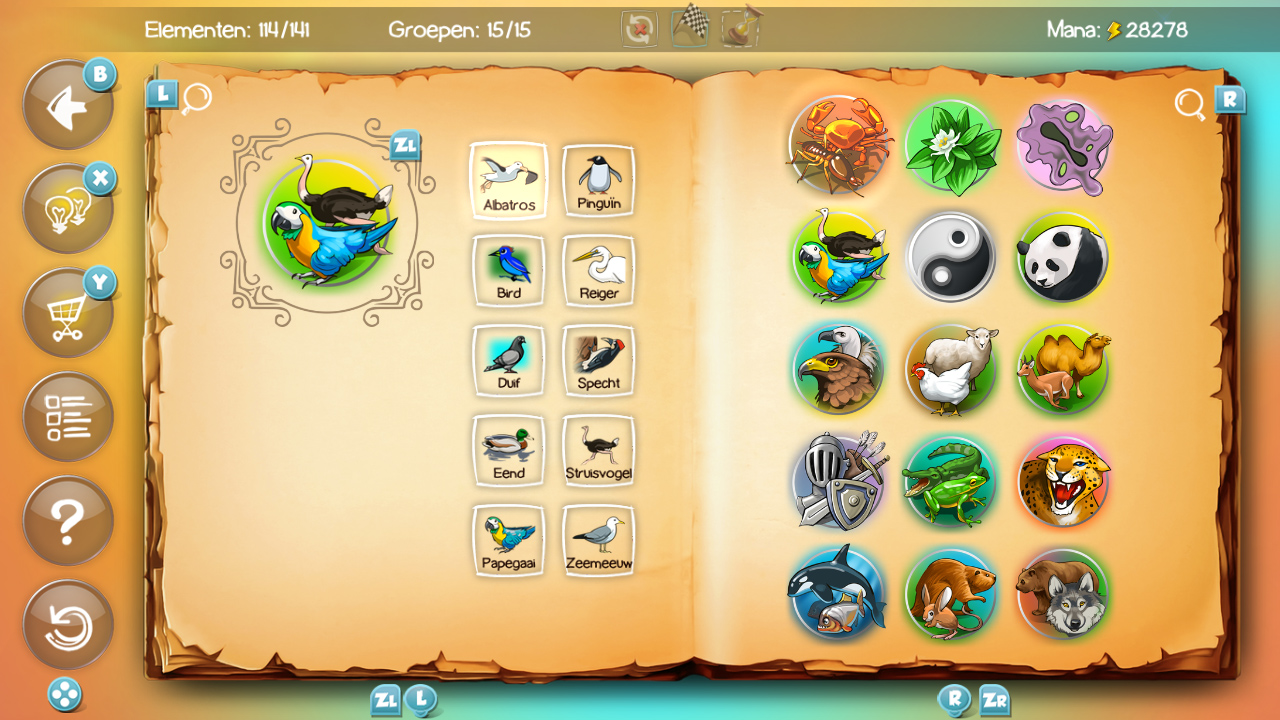 Elementen: 114/141 Groepen: 15/15 Mana: 28278
B
L R
ZL
X
Albatros Pinguïn
Y
Bird Reiger
Duif Specht
Eend Struisvogel
?
Papegaai Zeemeeuw
ZL L R ZR